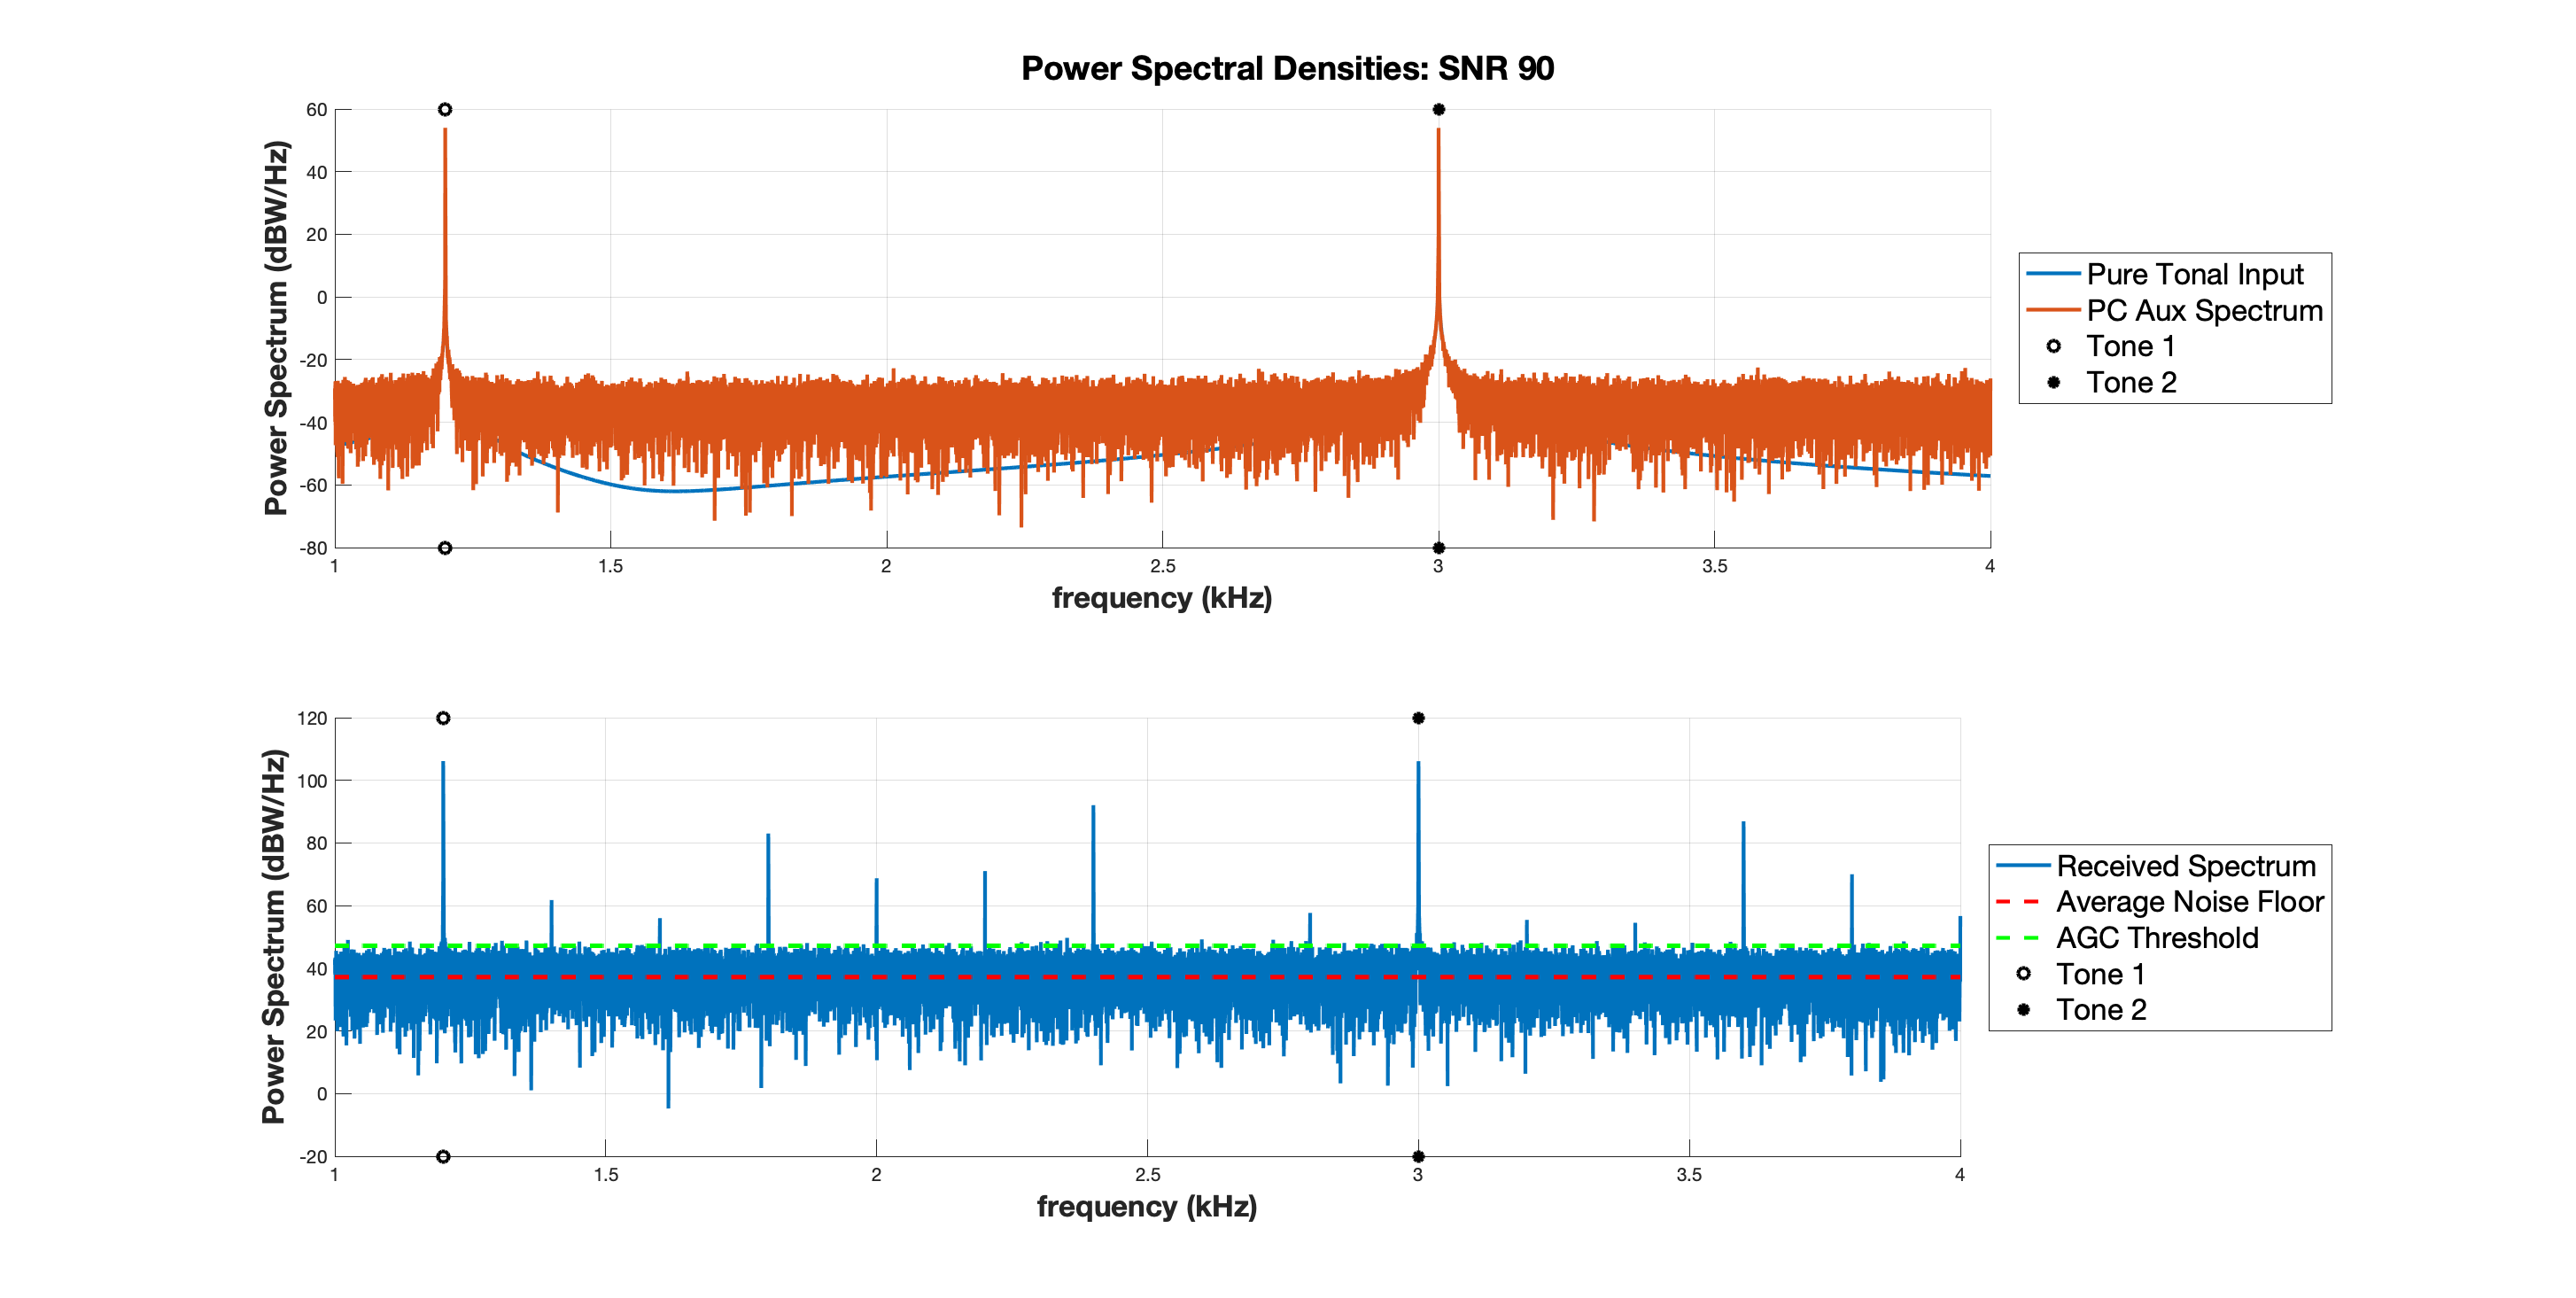 Power Spectral Densities: SNR 90
60
40
20
0
-20
-40
-60
-80
Power Spectrum (dBW/Hz)
1
1.5
2
2.5
3
3.5
4
frequency (kHz)
Pure Tonal Input
PC Aux Spectrum
Tone 1
Tone 2
120
100
80
60
40
20
0
-20
Power Spectrum (dBW/Hz)
1
1.5
2
2.5
3
3.5
4
frequency (kHz)
Received Spectrum
Average Noise Floor
AGC Threshold
Tone 1
Tone 2